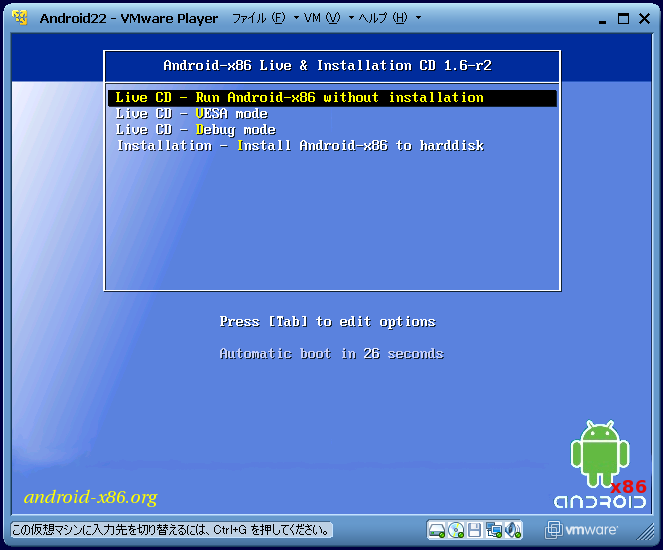 Android22 - VMware Player ファイル(F) VM(V) ヘルプ(H)
Android-x86 Live & Installation CD 1.6-r2
Live CD - Run Android-x86 without installation
Live CD - VESA mode
Live CD - Debug mode
Installation - Install Android-x86 to harddisk
Press [Tab] to edit options
Automatic boot in 26 seconds
x86
android-x86.org
ANDROID
この仮想マシンに入力先を切り替えるには、Ctrl+G を押してください。
vmware